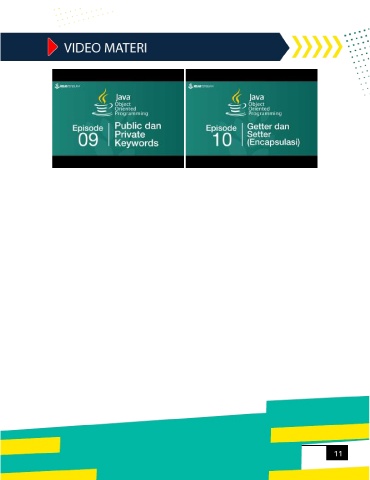 VIDEO MATERI
Java
Object
Oriented
Programming
Episode
09
Public dan
Private
Keywords
Java
Object
Oriented
Programming
Episode
10
Getter dan
Setter
(Encapsulasi)
11